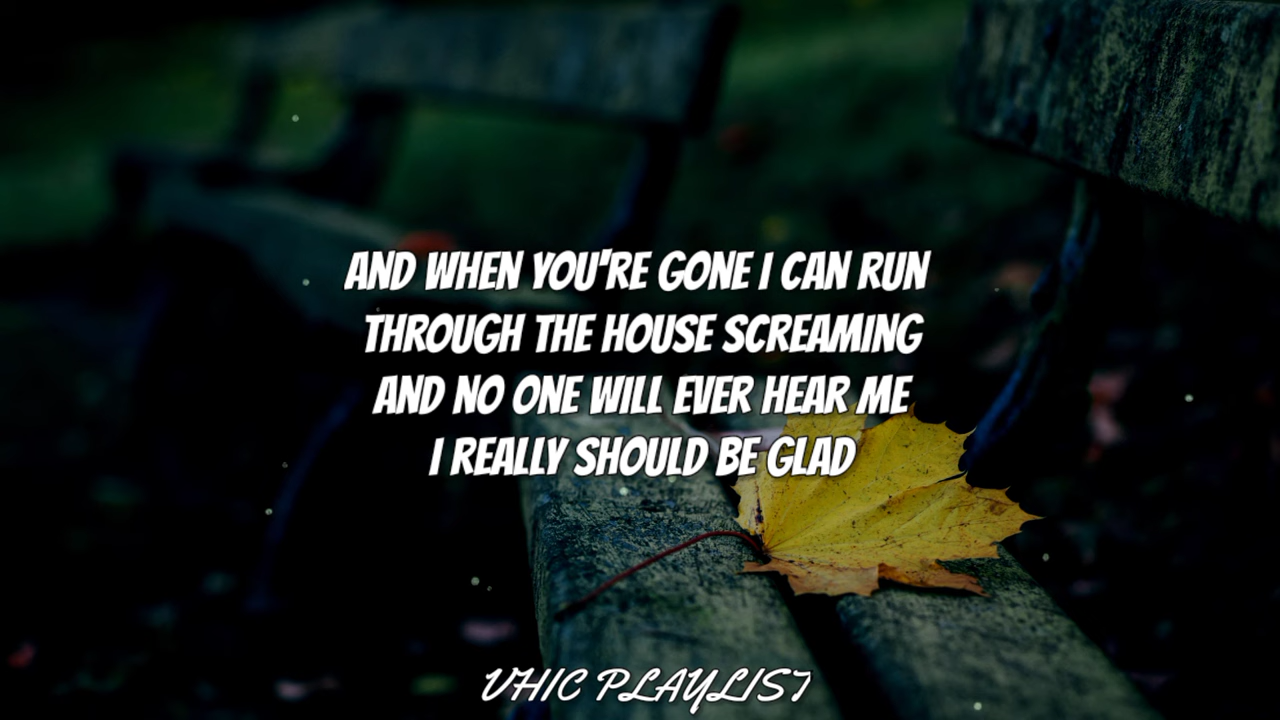 AND WHEN YOU'RE GONE I CAN RUN
THROUGH THE HOUSE SCREAMING
AND NO ONE WILL EVER HEAR ME
I REALLY SHOULD BE GLAD
VHIC PLAYLIST